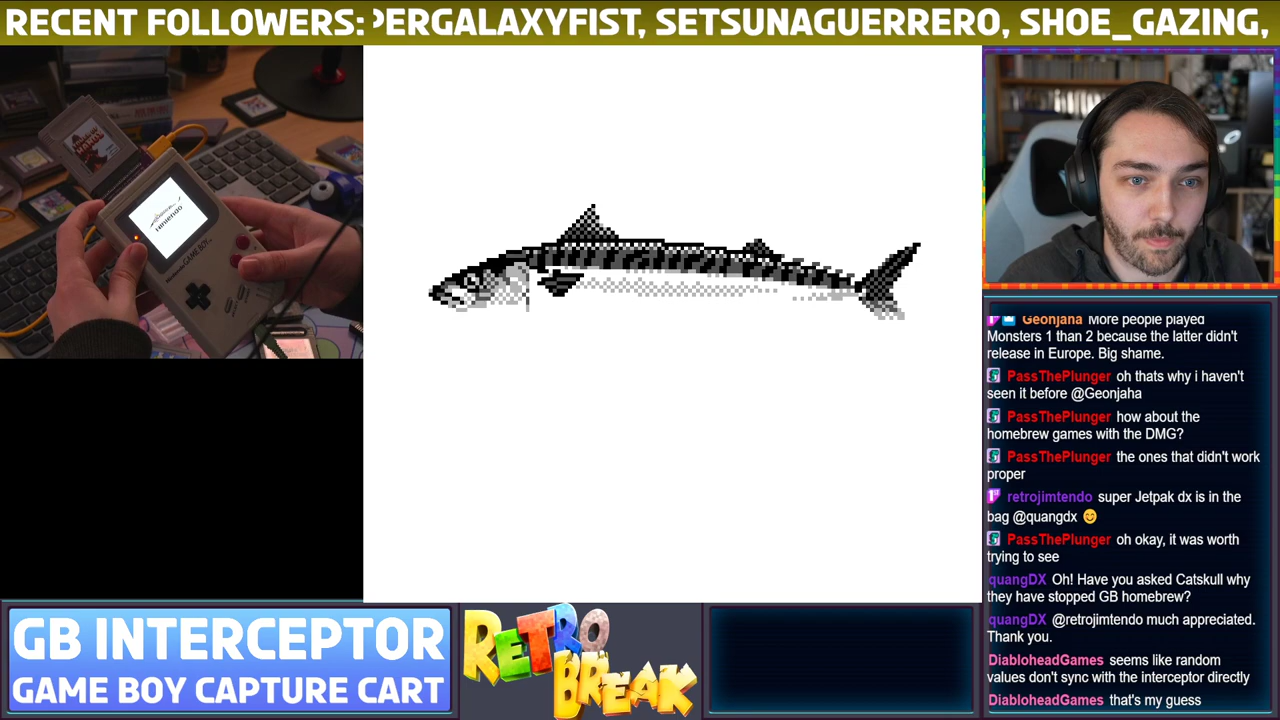 RECENT FOLLOWERS: PERGALAXYFIST, SETSUNAGUERRERO, SHOE_GAZING,
Nintendo
Nintendo GAME BOY
Geonjaha More people played
Monsters 1 than 2 because the latter didn't
release in Europe. Big shame.
PassThePlunger oh thats why i haven't
seen it before @Geonjaha
PassThePlunger how about the
homebrew games with the DMG?
PassThePlunger the ones that didn't work
proper
retrojimtendo super Jetpak dx is in the
bag @quangdx 😊
PassThePlunger oh okay, it was worth
trying to see
quangDX Oh! Have you asked Catskull why
they have stopped GB homebrew?
quangDX @retrojimtendo much appreciated.
Thank you.
DiabloheadGames seems like random
values don't sync with the interceptor directly
DiabloheadGames that's my guess
GB INTERCEPTOR
GAME BOY CAPTURE CART
RETRO
BREAK